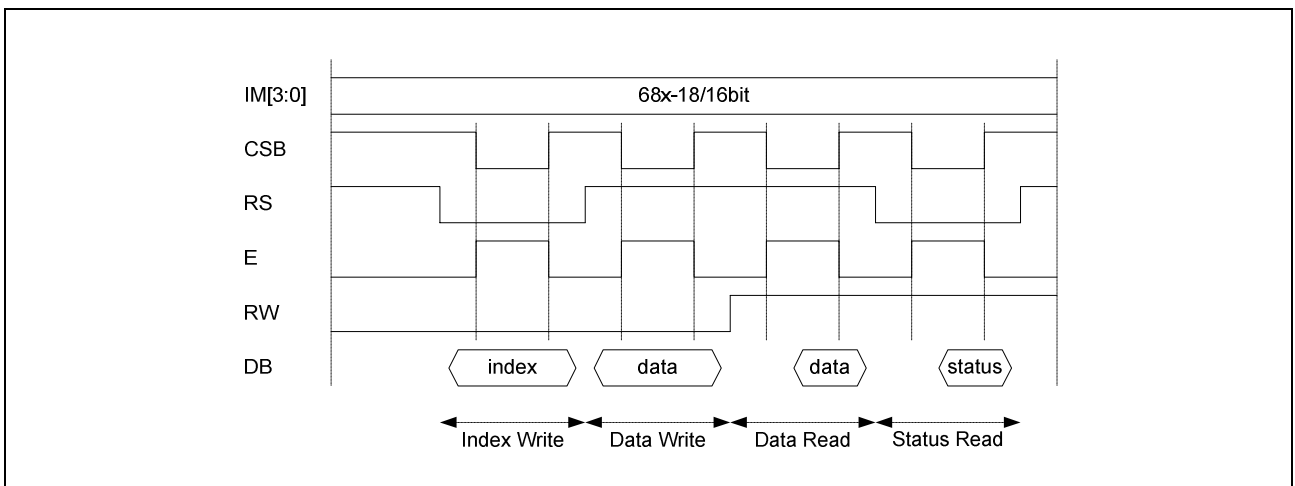 IM[3:0] 68x-18/16bit
CSB
RS
E
RW
DB index data data status
Index Write Data Write Data Read Status Read